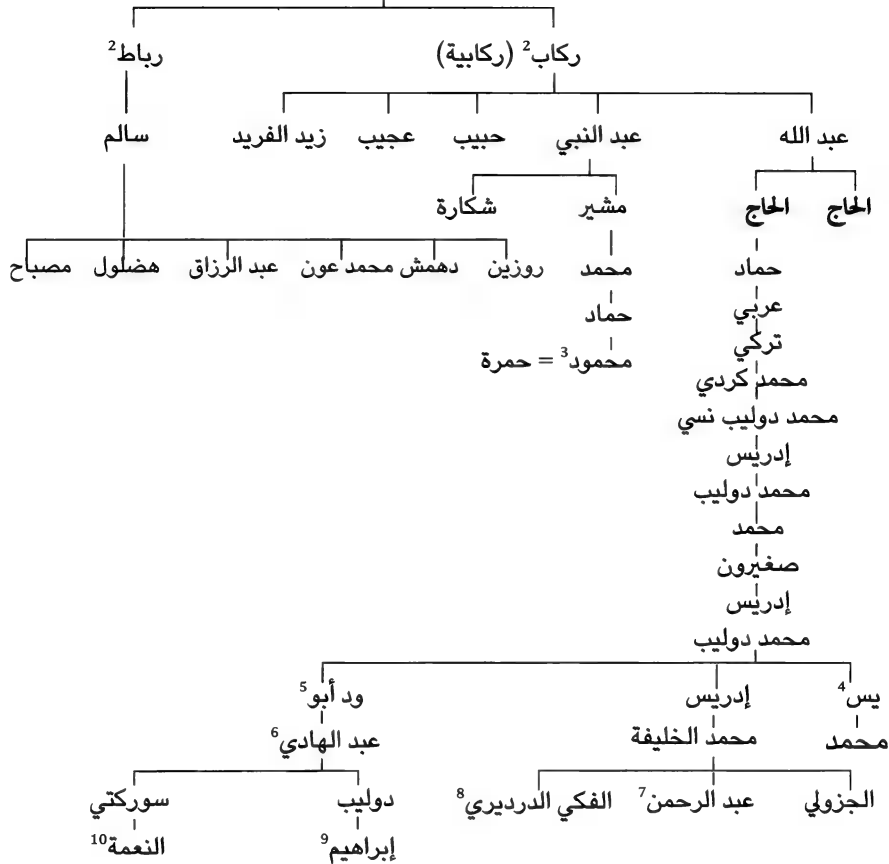 ركاب² (ركابية) رباط²
عبد الله عبد النبي حبيب عجيب زيد الفريد سالم
الحاج الحاج مشير شكارة
حماد محمد روزين دهمش محمد عون عبد الرزاق هضلول مصباح
عربي حماد
تركي
محمود³ = حمرة
محمد كردي
محمد دوليب نسي
إدريس
محمد دوليب
محمد
صغيرون
إدريس
محمد دوليب
يس⁴ إدريس ود أبو⁵
محمد محمد الخليفة عبد الهادي⁶
الجزولي عبد الرحمن⁷ الفكي الدرديري⁸ دوليب سوركتي
إبراهيم⁹ النعمة¹⁰